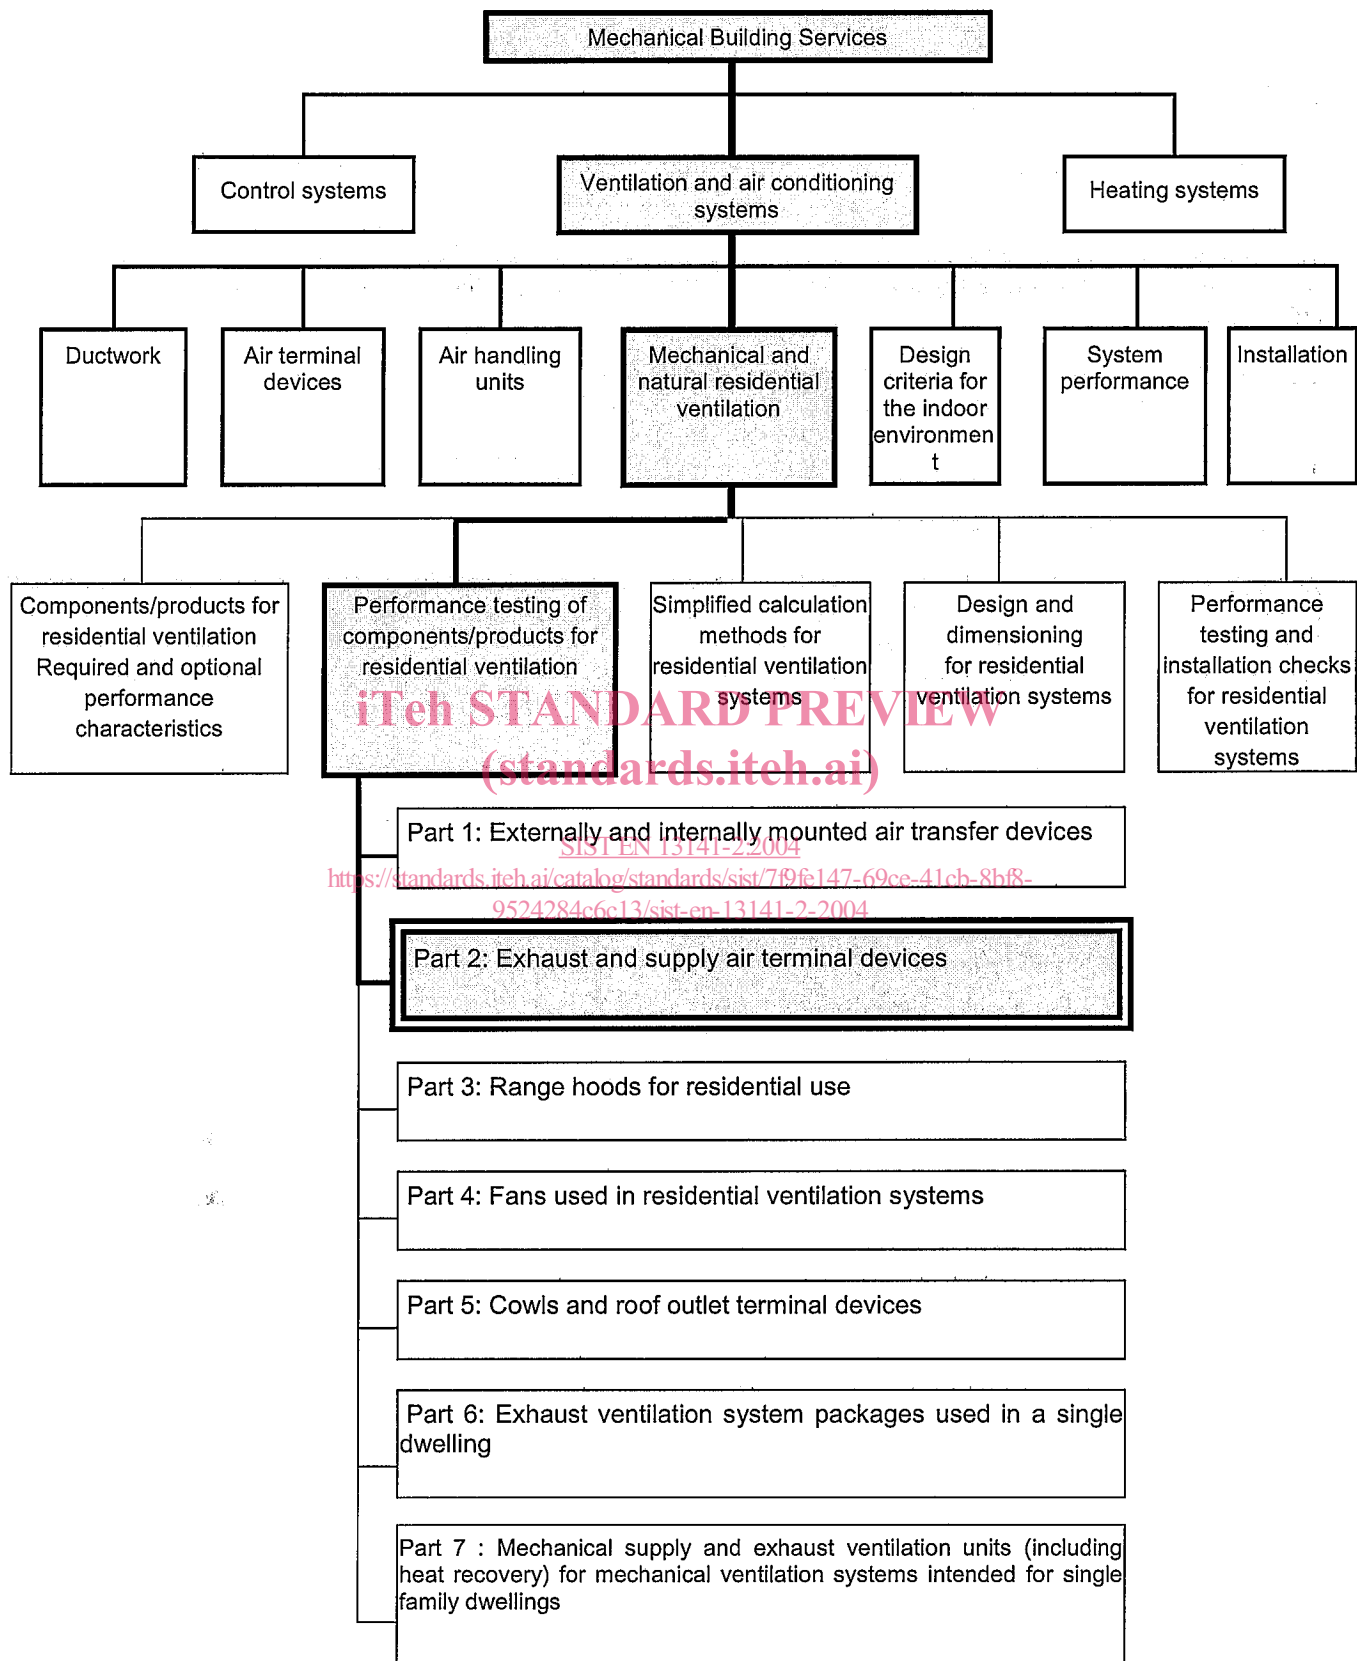 Mechanical Building Services
Control systems
Ventilation and air conditioning
systems
Heating systems
Ductwork
Air terminal
devices
Air handling
units
Mechanical and
natural residential
ventilation
Design
criteria for
the indoor
environmen
t
System
performance
Installation
Components/products for
residential ventilation
Required and optional
performance
characteristics
Performance testing of
components/products for
residential ventilation
Simplified calculation
methods for
residential ventilation
systems
Design and
dimensioning
for residential
ventilation systems
Performance
testing and
installation checks
for residential
ventilation
systems
iTeh STANDARD PREVIEW
(standards.iteh.ai)
Part 1: Externally and internally mounted air transfer devices
SIST EN 13141-2:2004
https://standards.iteh.ai/catalog/standards/sist/7f9fe147-69ce-41cb-8bf8-
9524284c6c13/sist-en-13141-2-2004
Part 2: Exhaust and supply air terminal devices
Part 3: Range hoods for residential use
Part 4: Fans used in residential ventilation systems
Part 5: Cowls and roof outlet terminal devices
Part 6: Exhaust ventilation system packages used in a single
dwelling
Part 7 : Mechanical supply and exhaust ventilation units (including
heat recovery) for mechanical ventilation systems intended for single
family dwellings